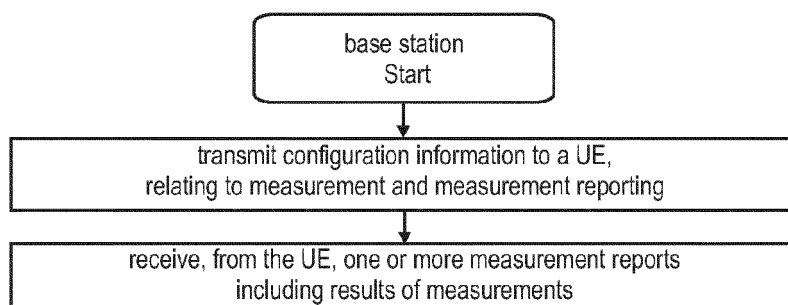 base station
Start
transmit configuration information to a UE,
relating to measurement and measurement reporting
receive, from the UE, one or more measurement reports
including results of measurements